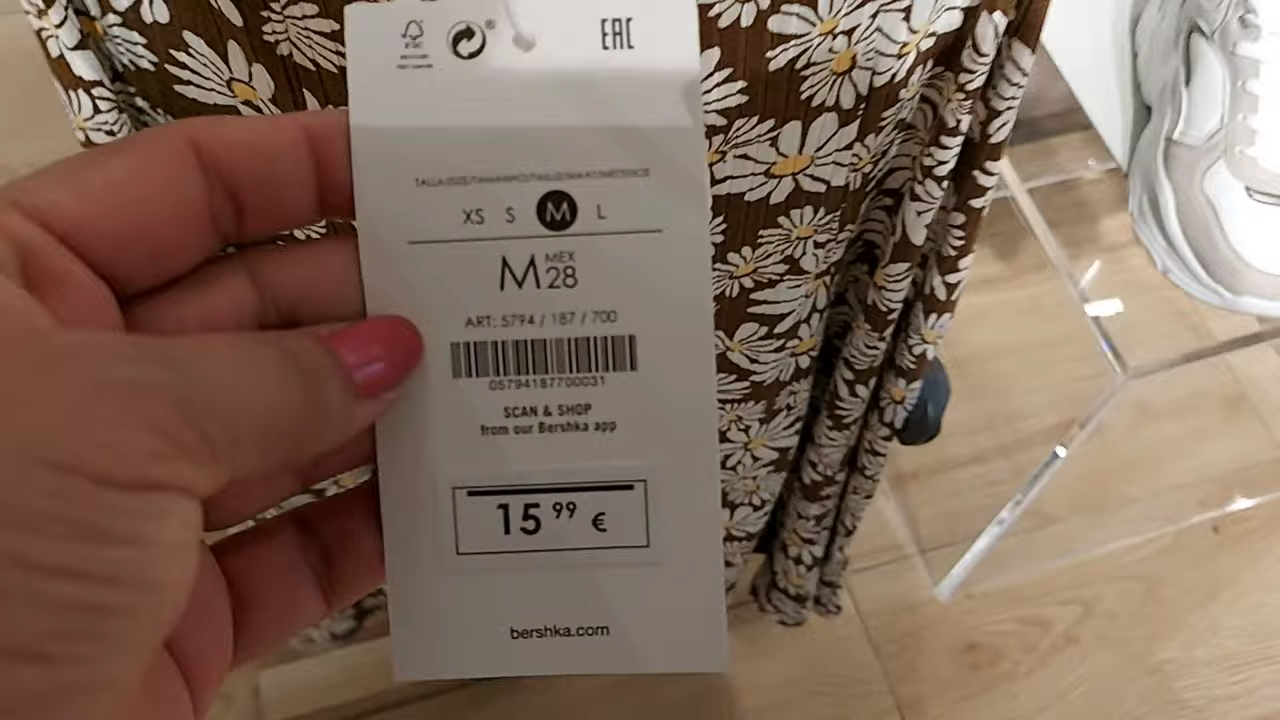 EAC
XS S M L
M MEX 28
ART: 5794 / 187 / 700
05794187700031
SCAN & SHOP
from our Bershka app
15 99 €
bershka.com